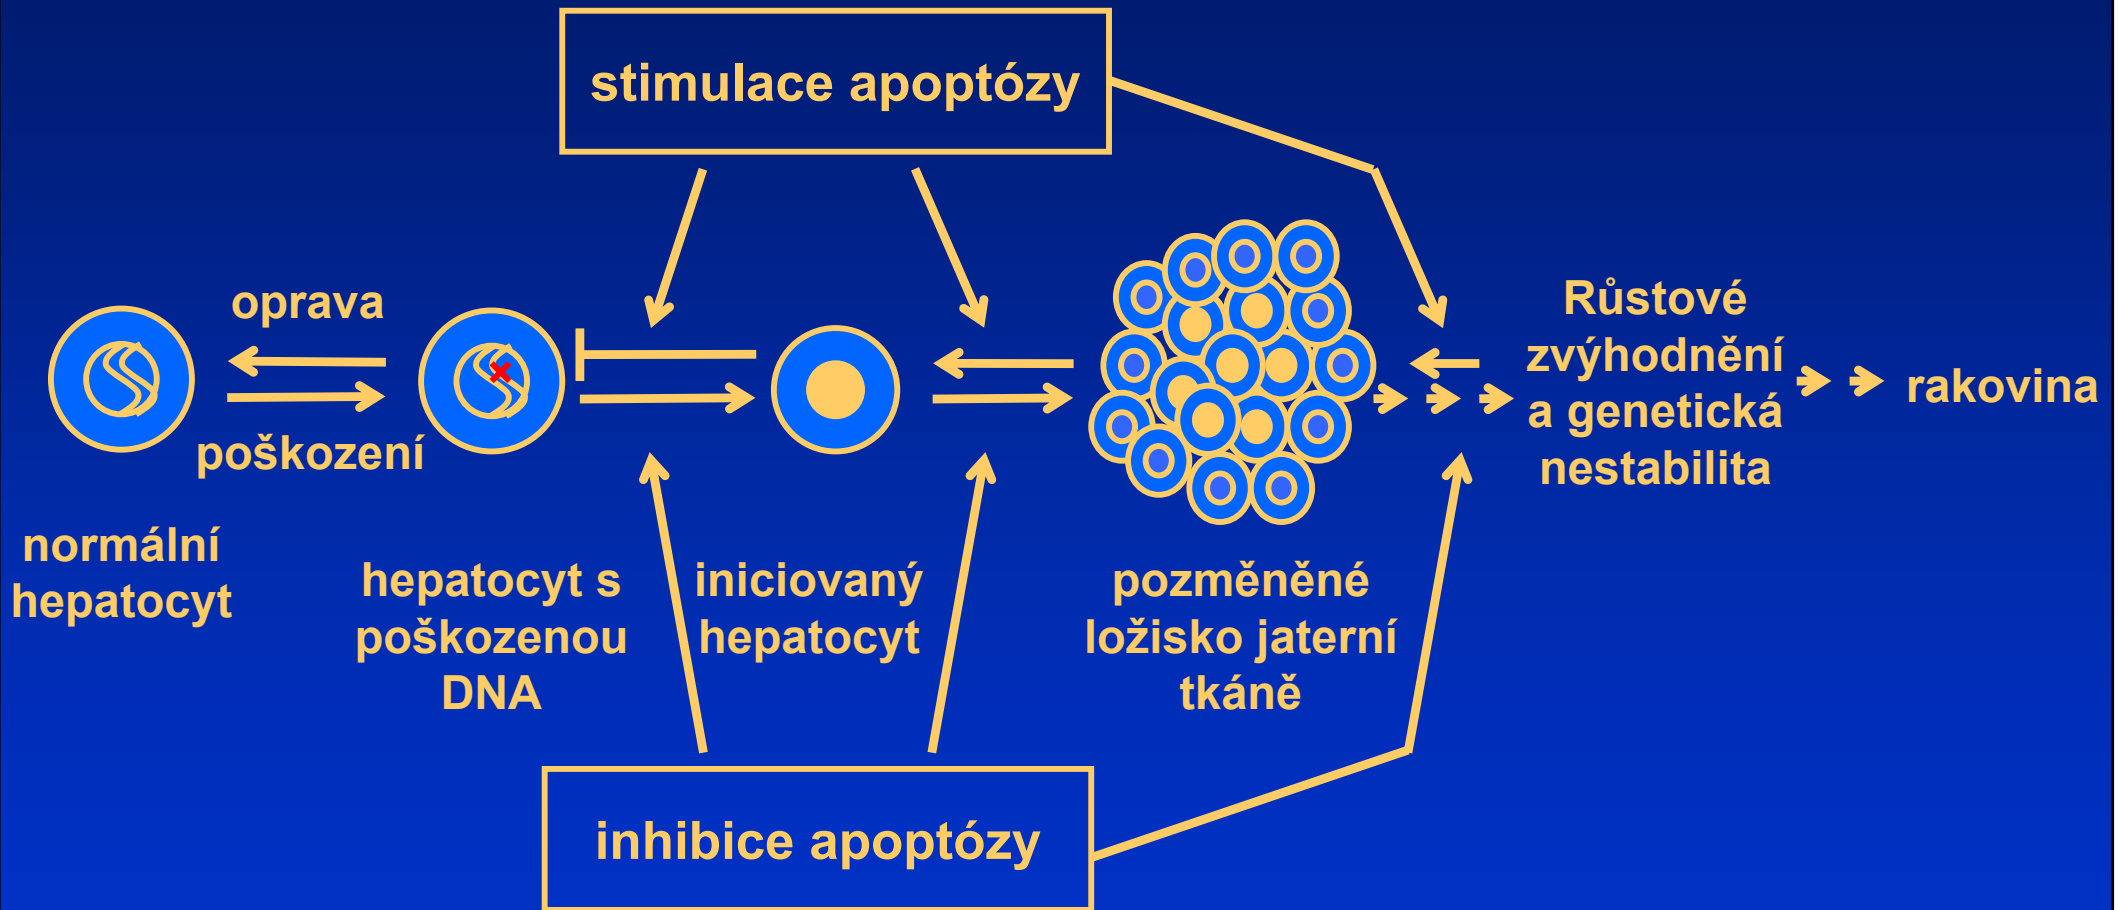 stimulace apoptózy
oprava
poškození
normální
hepatocyt
hepatocyt s
poškozenou
DNA
iniciovaný
hepatocyt
pozměněné
ložisko jaterní
tkáně
Růstové
zvýhodnění
a genetická
nestabilita
rakovina
inhibice apoptózy